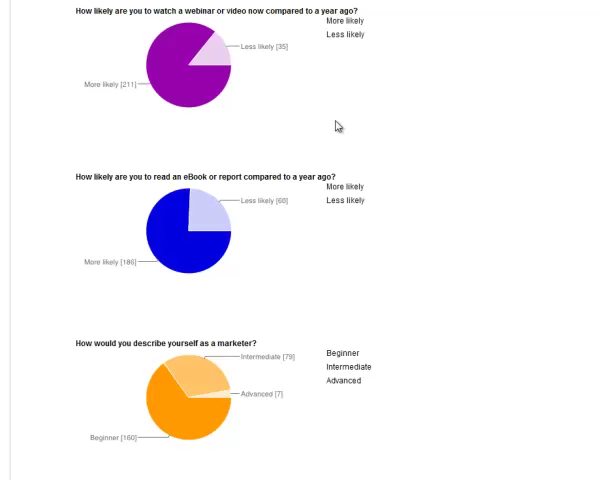 How likely are you to watch a webinar or video now compared to a year ago?
More likely
Less likely
Less likely [35]
More likely [211]
How likely are you to read an eBook or report compared to a year ago?
More likely
Less likely
Less likely [60]
More likely [186]
How would you describe yourself as a marketer?
Beginner
Intermediate [79]
Intermediate
Advanced
Advanced [7]
Beginner [160]